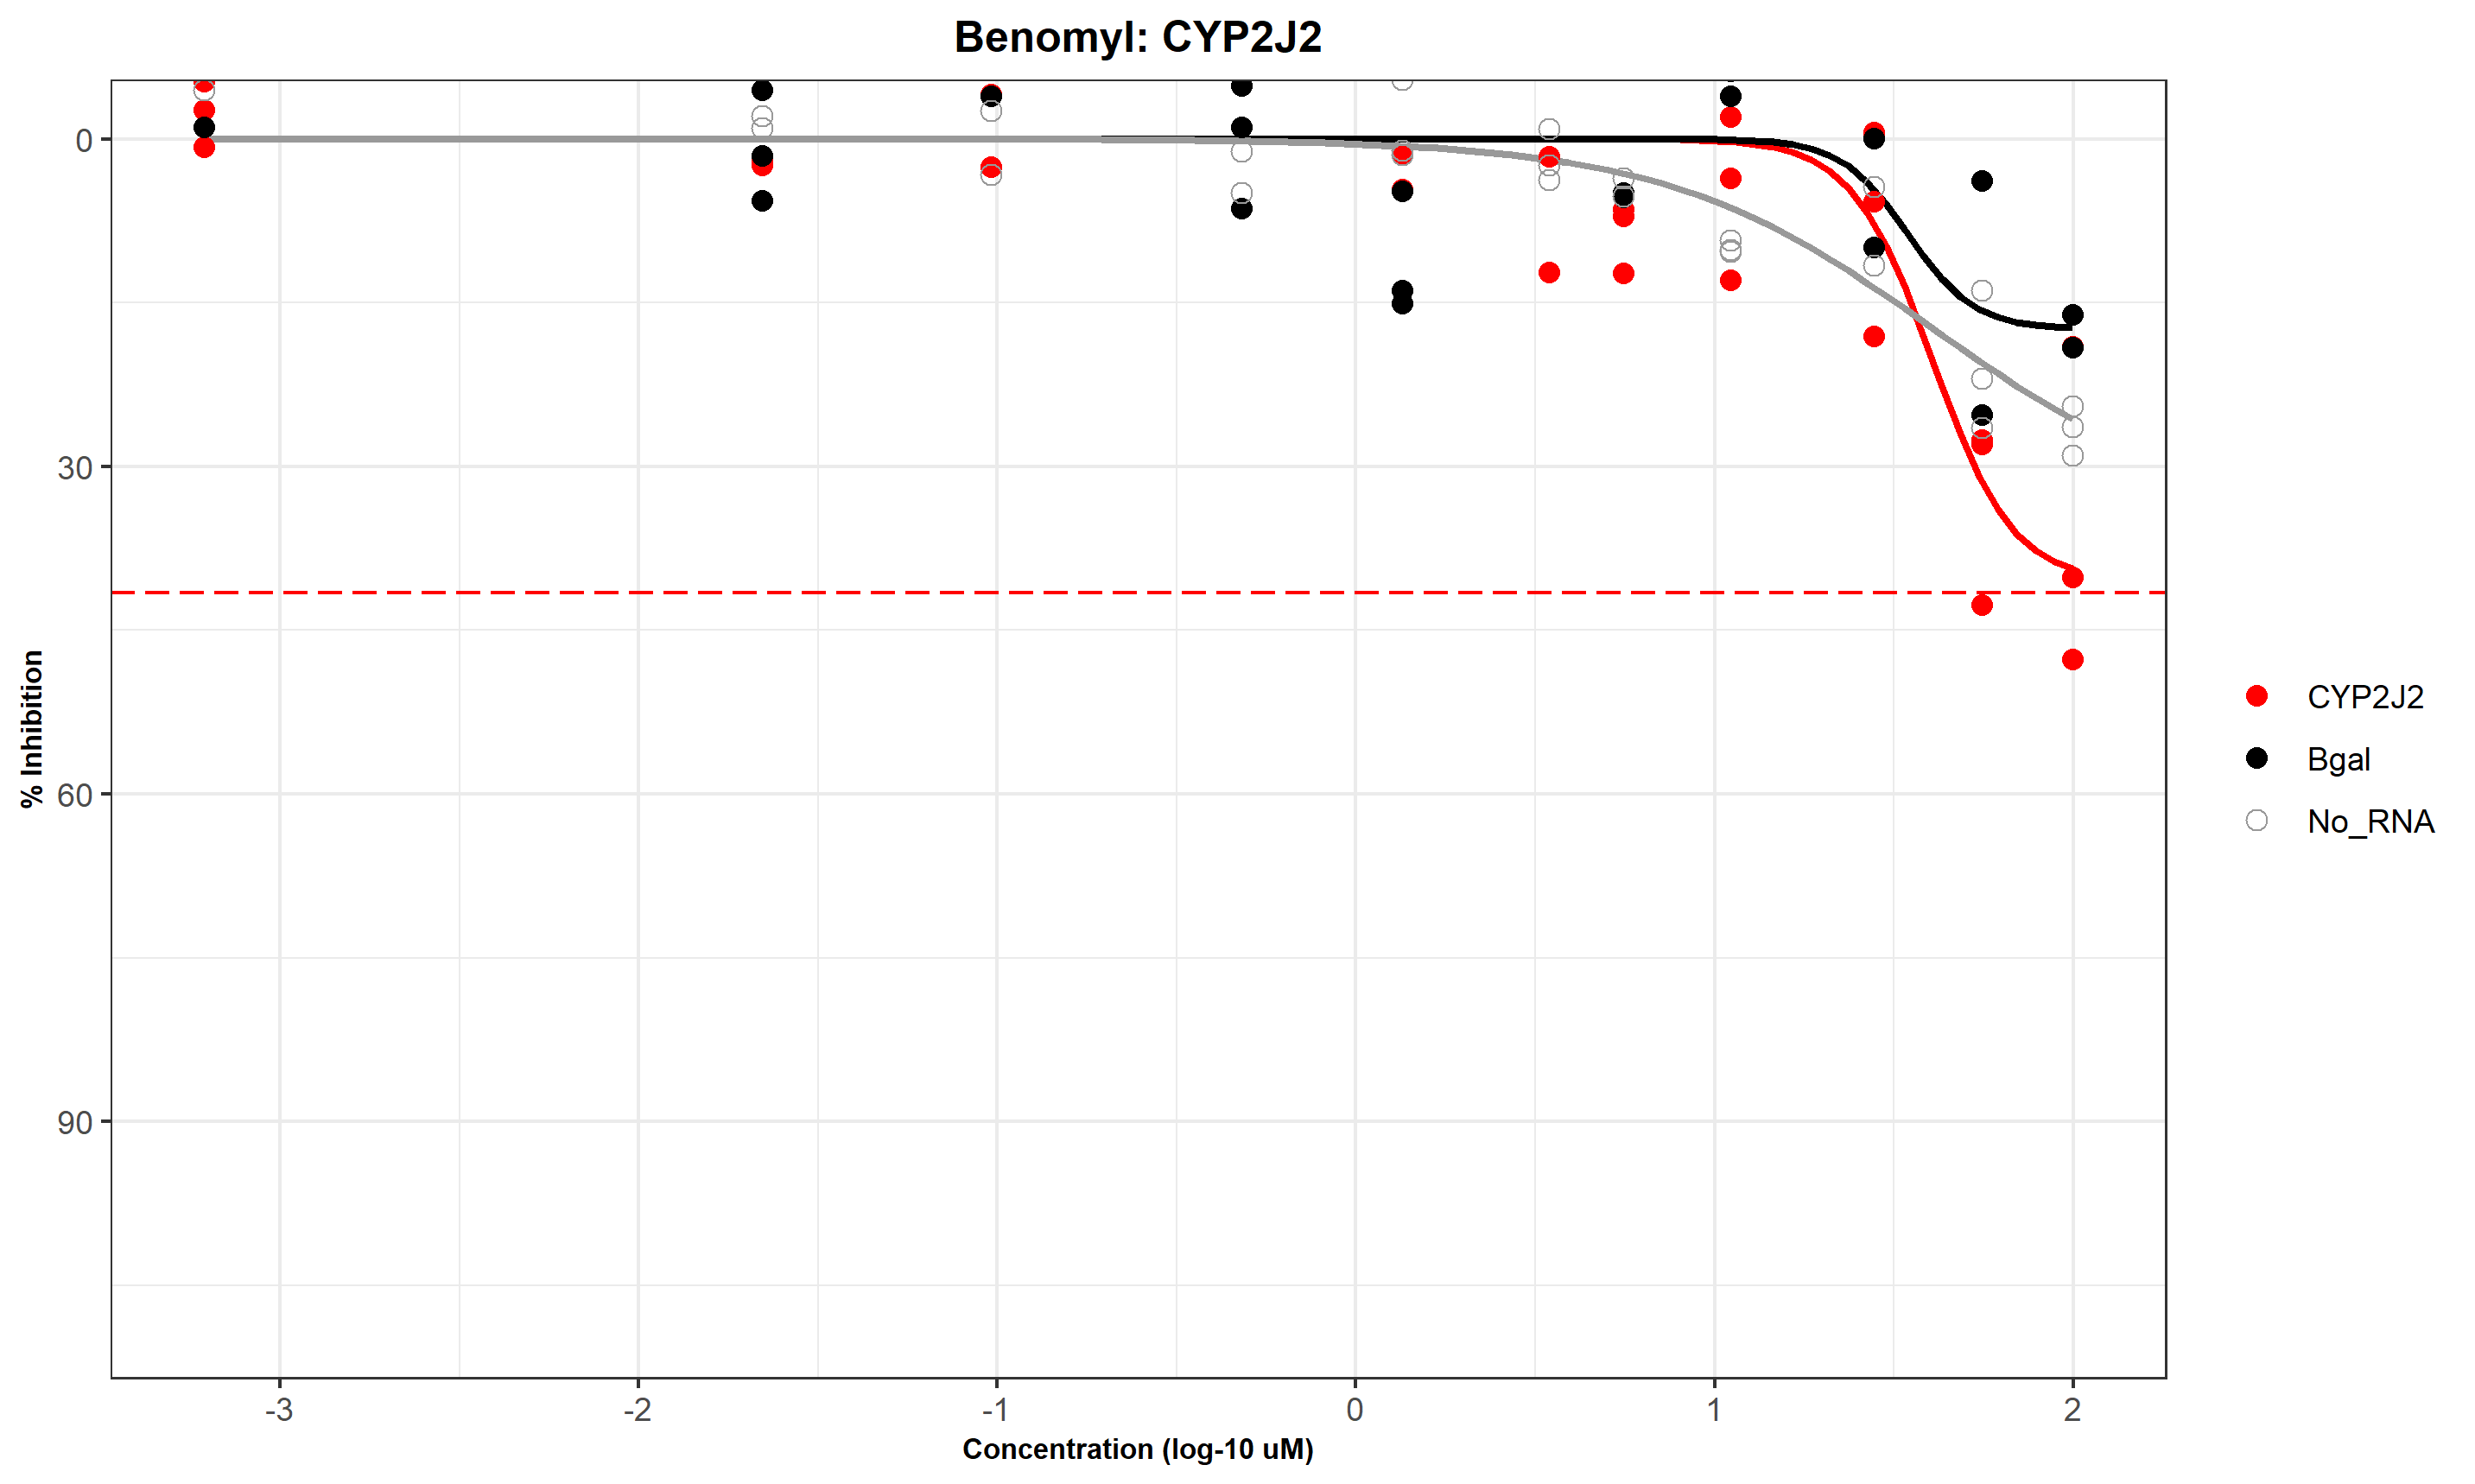 Benomyl: CYP2J2
% Inhibition
0
30
60
90
-3
-2
-1
0
1
2
Concentration (log-10 uM)
CYP2J2
Bgal
No_RNA